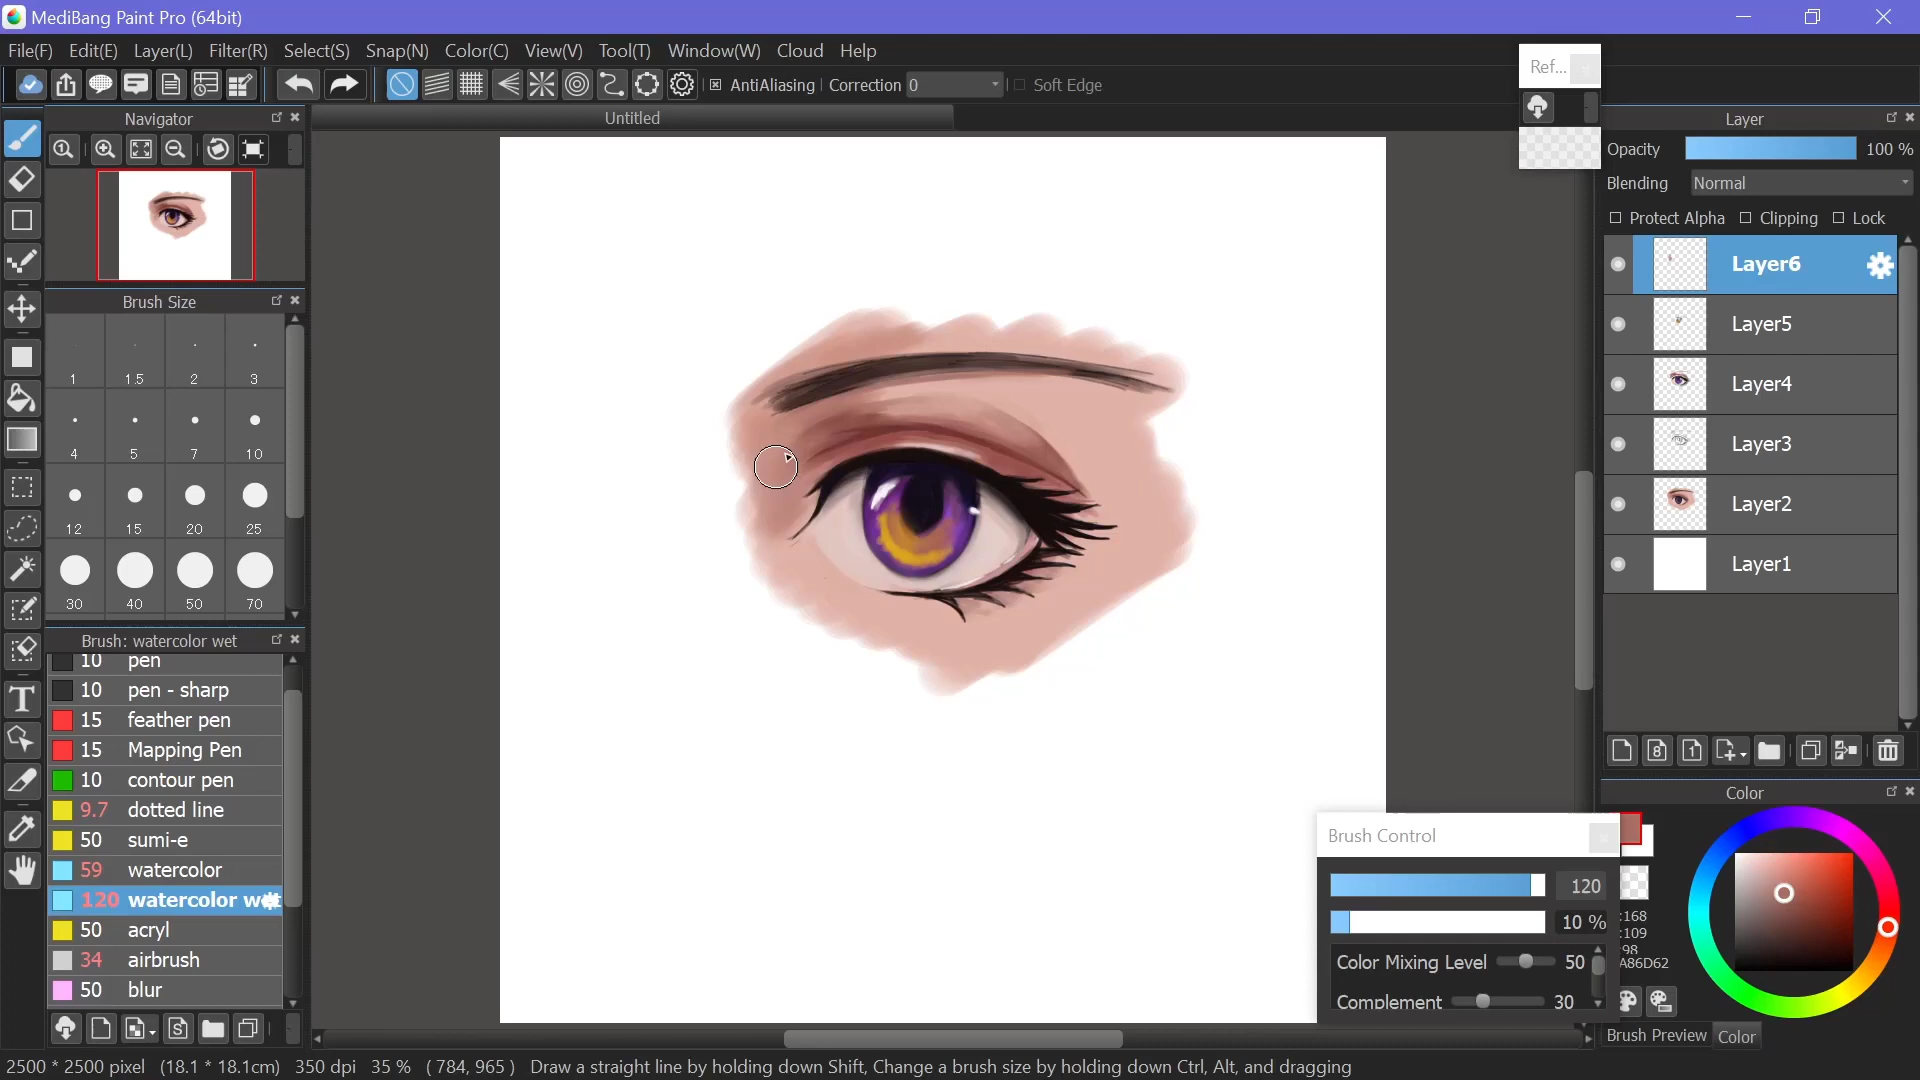 MediBang Paint Pro (64bit)
File(F) Edit(E) Layer(L) Filter(R) Select(S) Snap(N) Color(C) View(V) Tool(T) Window(W) Cloud Help
AntiAliasing Correction 0 Soft Edge
Ref...
Navigator
Untitled
Layer
Opacity 100 %
Blending Normal
Protect Alpha Clipping Lock
Layer6
Layer5
Layer4
Layer3
Layer2
Layer1
Brush Size
1 1.5 2 3
4 5 7 10
12 15 20 25
30 40 50 70
Brush: watercolor wet
10 pen
10 pen - sharp
15 feather pen
15 Mapping Pen
10 contour pen
9.7 dotted line
50 sumi-e
59 watercolor
120 watercolor wet
50 acryl
34 airbrush
50 blur
Color
Brush Control
120
10 %
Color Mixing Level 50
Complement 30
:168
:109
:98
A86D62
Brush Preview Color
2500 * 2500 pixel (18.1 * 18.1cm) 350 dpi 35 % ( 784, 965 ) Draw a straight line by holding down Shift, Change a brush size by holding down Ctrl, Alt, and dragging